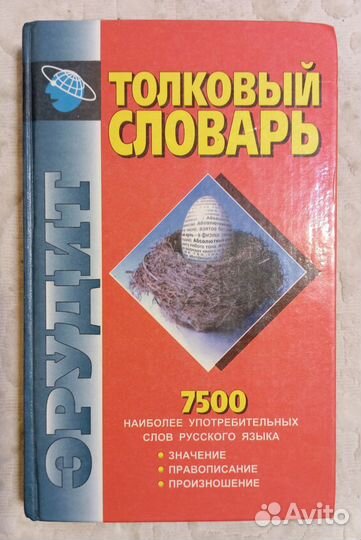 ТОЛКОВЫЙ
СЛОВАРЬ
ЭРУДИТ
7500
НАИБОЛЕЕ УПОТРЕБИТЕЛЬНЫХ
СЛОВ РУССКОГО ЯЗЫКА
• ЗНАЧЕНИЕ
• ПРАВОПИСАНИЕ
• ПРОИЗНОШЕНИЕ
Avito